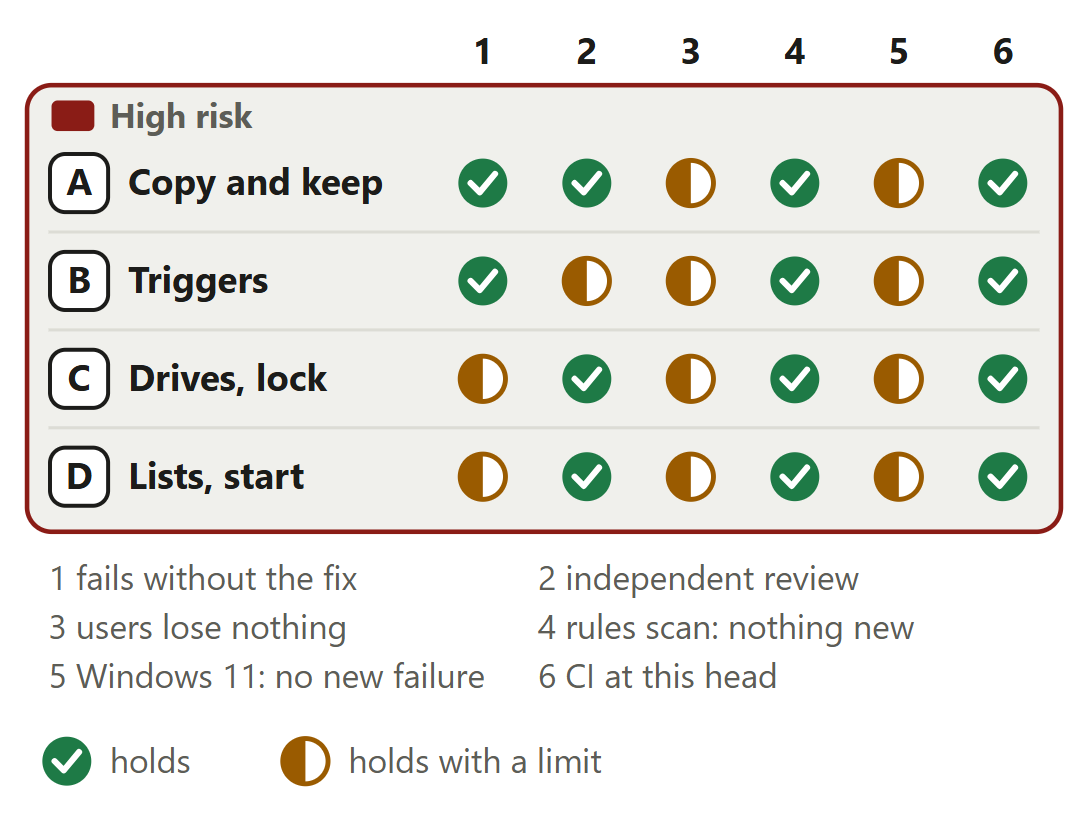 1 2 3 4 5 6
High risk
A Copy and keep
B Triggers
C Drives, lock
D Lists, start
1 fails without the fix 2 independent review
3 users lose nothing 4 rules scan: nothing new
5 Windows 11: no new failure 6 CI at this head
holds holds with a limit